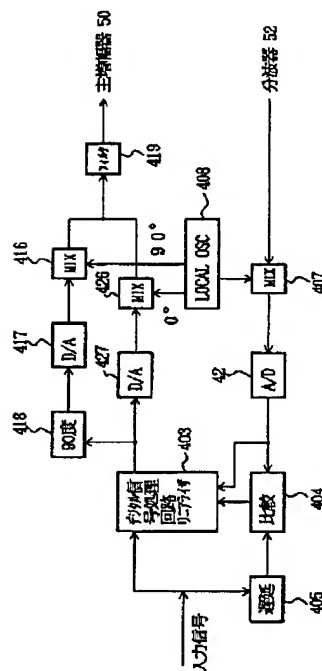 主増幅器 50
分波器 52
フィルタ
419
416
MIX
90°
408
LOCAL OSC
426
MIX
0°
MIX
407
417
D/A
427
D/A
42
A/D
418
90度
403
デジタル信
号処理
回路
リニアライザ
404
比較
405
遅延
入力信号